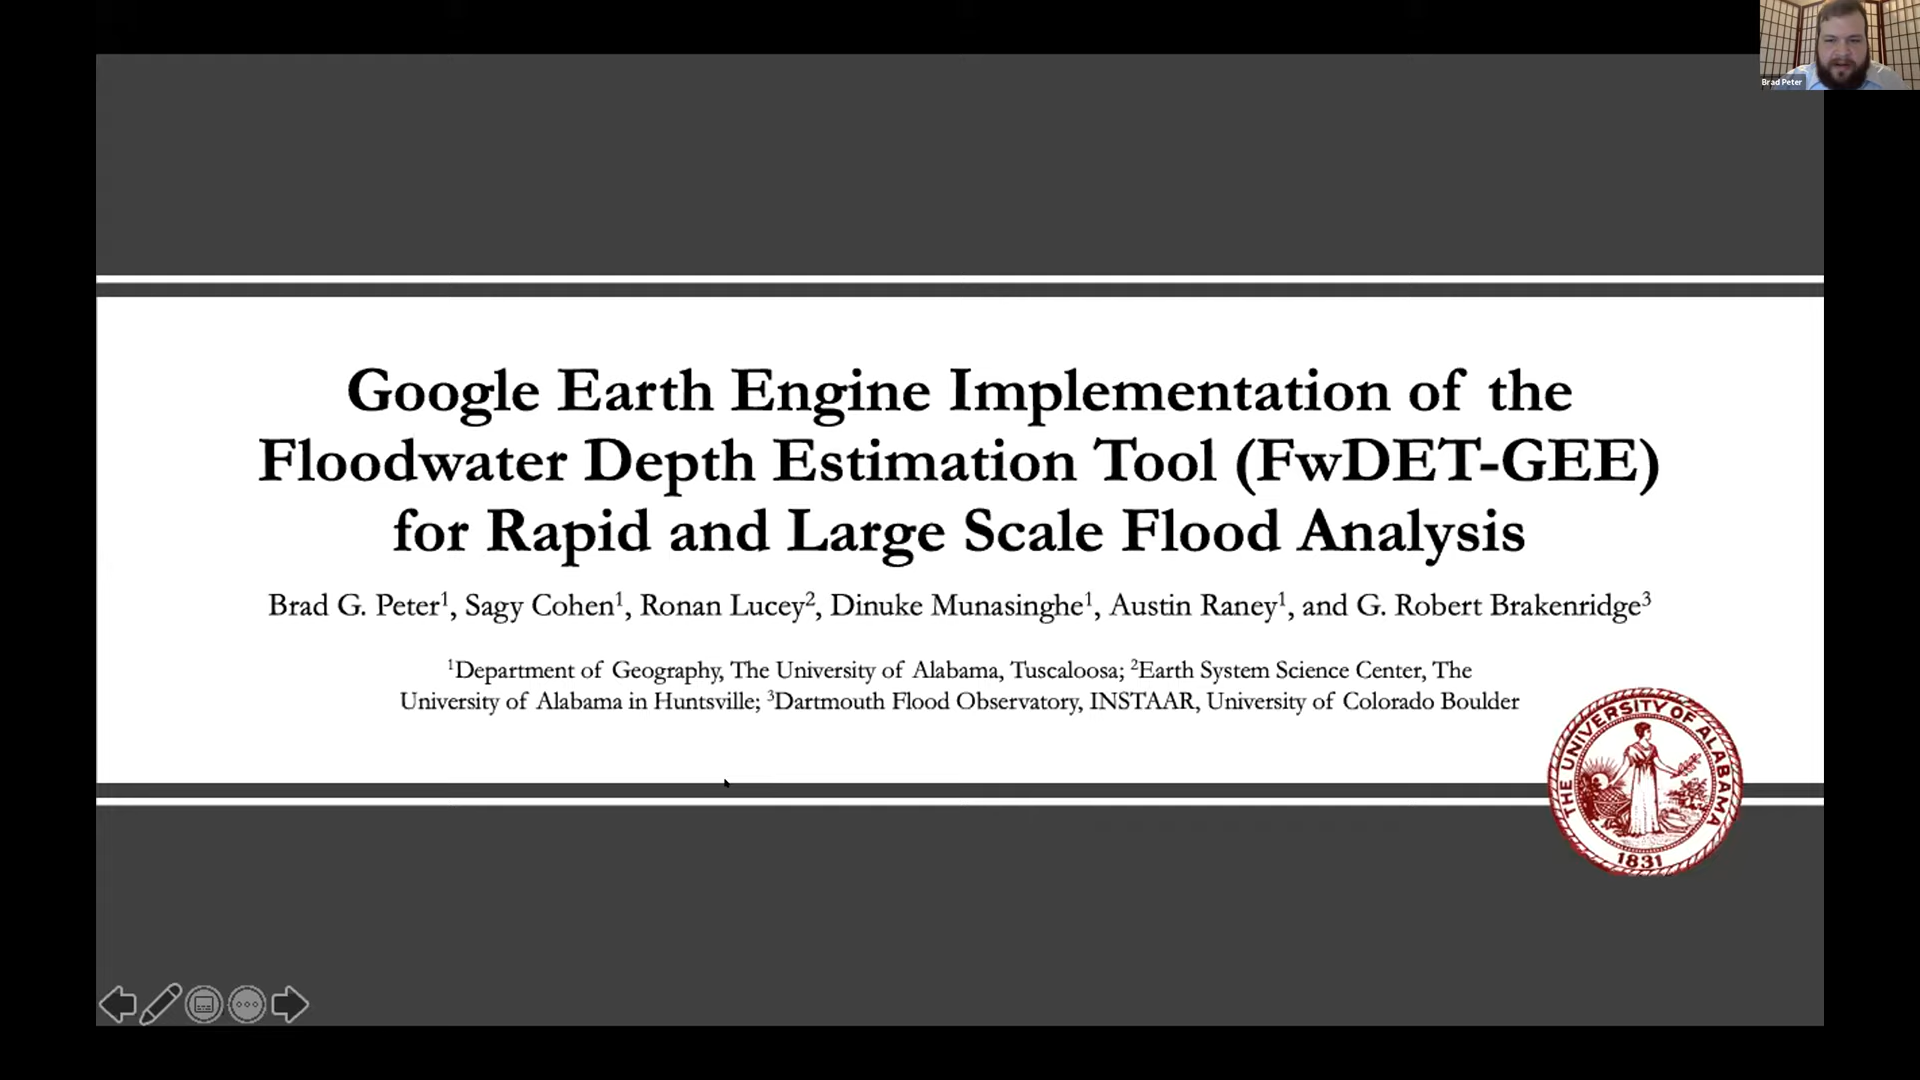 Brad Peter
Google Earth Engine Implementation of the
Floodwater Depth Estimation Tool (FwDET-GEE)
for Rapid and Large Scale Flood Analysis
Brad G. Peter¹, Sagy Cohen¹, Ronan Lucey², Dinuke Munasinghe¹, Austin Raney¹, and G. Robert Brakenridge³
¹Department of Geography, The University of Alabama, Tuscaloosa; ²Earth System Science Center, The
University of Alabama in Huntsville; ³Dartmouth Flood Observatory, INSTAAR, University of Colorado Boulder
THE UNIVERSITY OF ALABAMA
1831